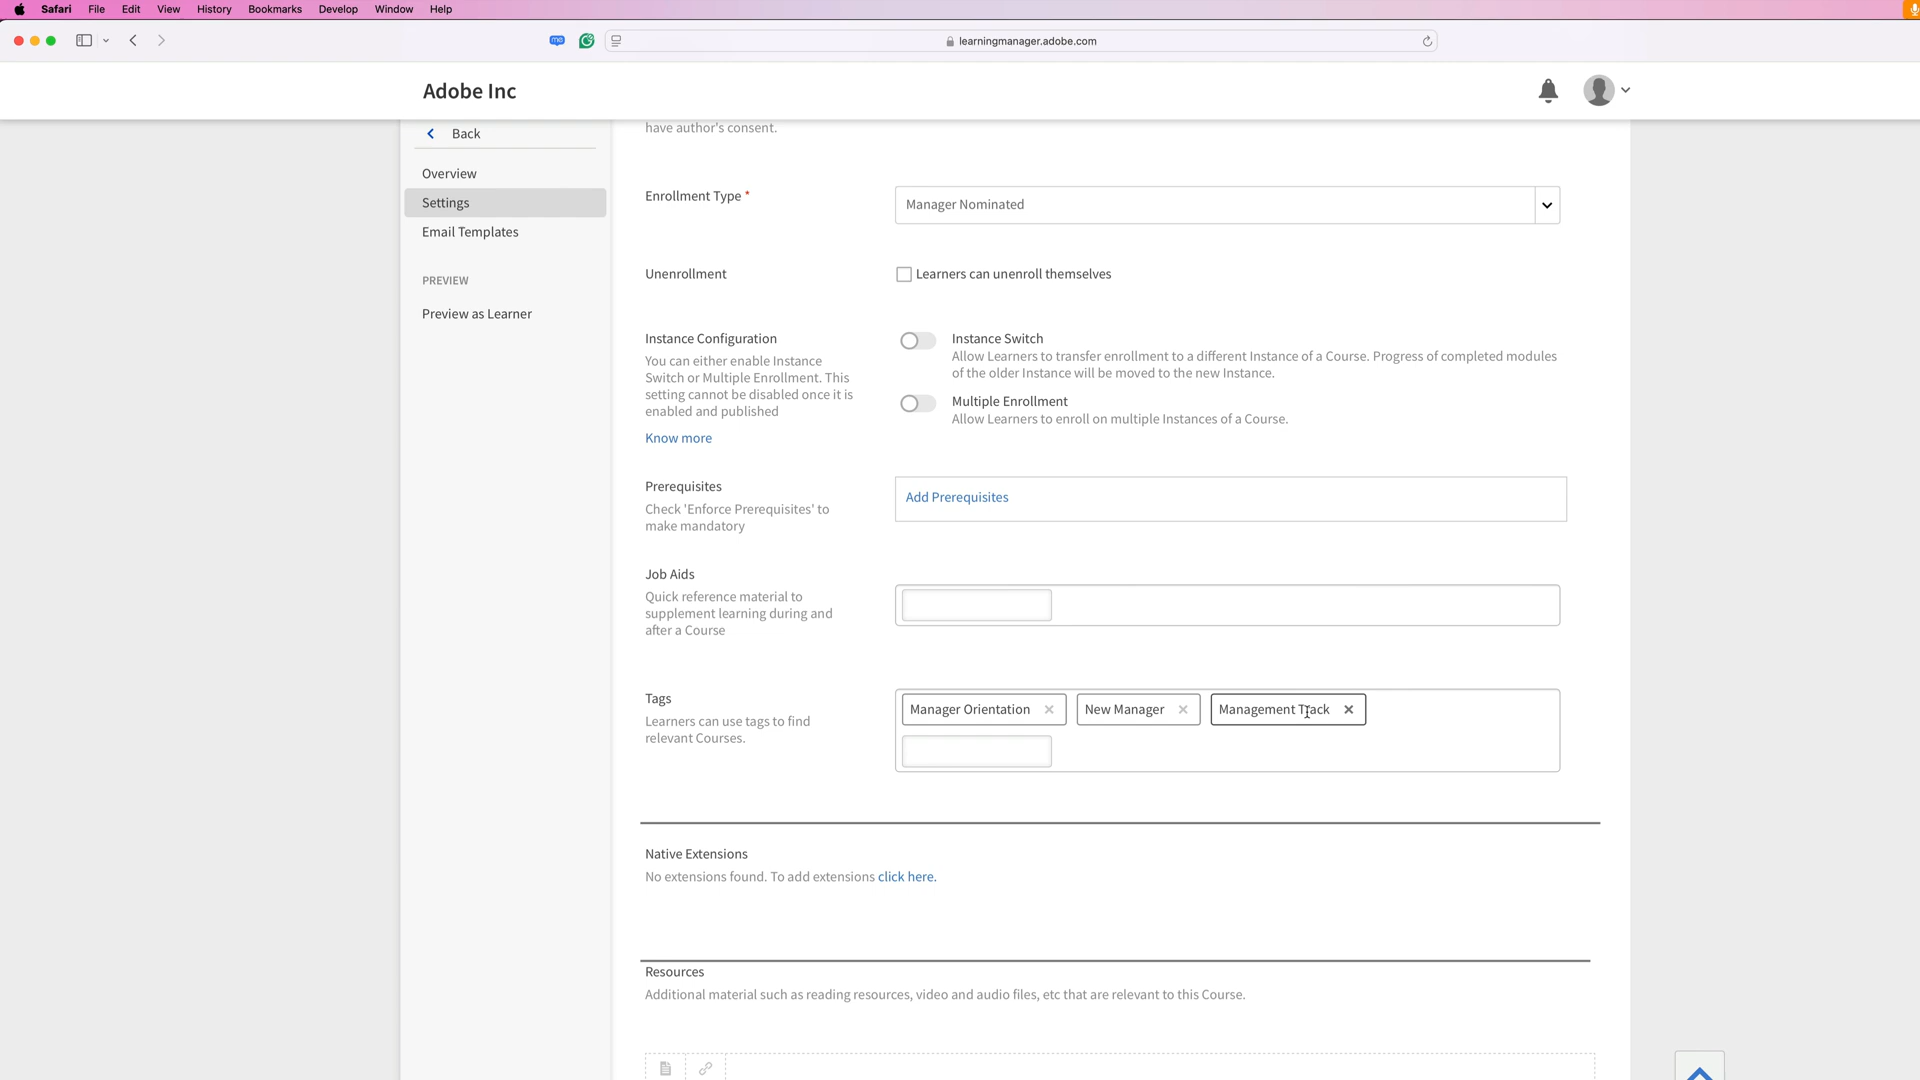 Safari File Edit View History Bookmarks Develop Window Help
learningmanager.adobe.com
Adobe Inc
Back
Overview
Settings
Email Templates
PREVIEW
Preview as Learner
have author's consent.
Enrollment Type *
Manager Nominated
Unenrollment
Learners can unenroll themselves
Instance Configuration
You can either enable Instance
Switch or Multiple Enrollment. This
setting cannot be disabled once it is
enabled and published
Know more
Instance Switch
Allow Learners to transfer enrollment to a different Instance of a Course. Progress of completed modules
of the older Instance will be moved to the new Instance.
Multiple Enrollment
Allow Learners to enroll on multiple Instances of a Course.
Prerequisites
Check 'Enforce Prerequisites' to
make mandatory
Add Prerequisites
Job Aids
Quick reference material to
supplement learning during and
after a Course
Tags
Learners can use tags to find
relevant Courses.
Manager Orientation
New Manager
Management Track
Native Extensions
No extensions found. To add extensions click here.
Resources
Additional material such as reading resources, video and audio files, etc that are relevant to this Course.